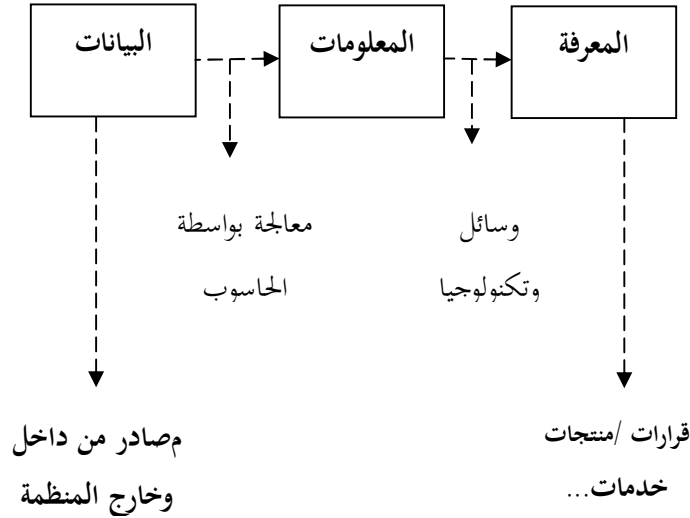 البيانات
المعلومات
المعرفة
معالجة بواسطة
الحاسوب
وسائل
وتكنولوجيا
مصادر من داخل
وخارج المنظمة
قرارات /منتجات
خدمات...